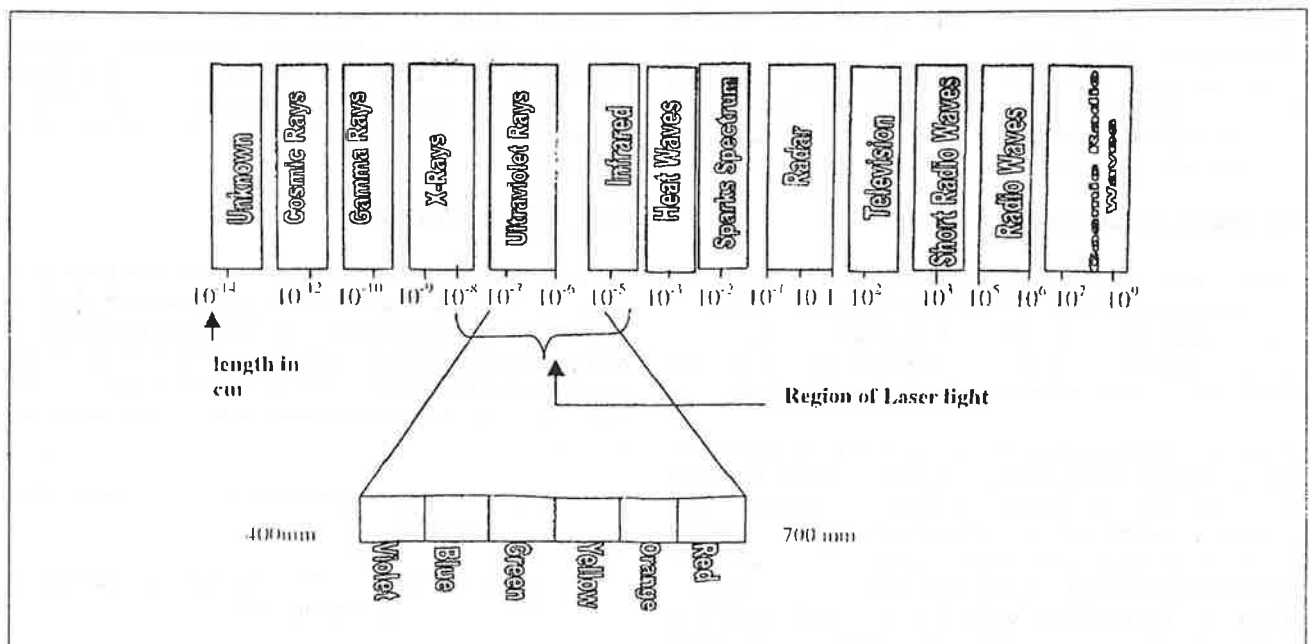 Unknown
Cosmic Rays
Gamma Rays
X-Rays
Ultraviolet Rays
Infrared
Heat Waves
Sparks Spectrum
Radar
Television
Short Radio Waves
Radio Waves
Radio
Waves
10⁻¹⁴ 10⁻¹² 10⁻¹⁰ 10⁻⁹ 10⁻⁸ 10⁻⁷ 10⁻⁶ 10⁻⁵ 10⁻³ 10⁻² 10⁻¹ 10 1 10² 10³ 10⁵ 10⁶ 10⁷ 10⁹
length in
cm
Region of Laser light
400mm
700 mm
Violet
Blue
Green
Yellow
Orange
Red